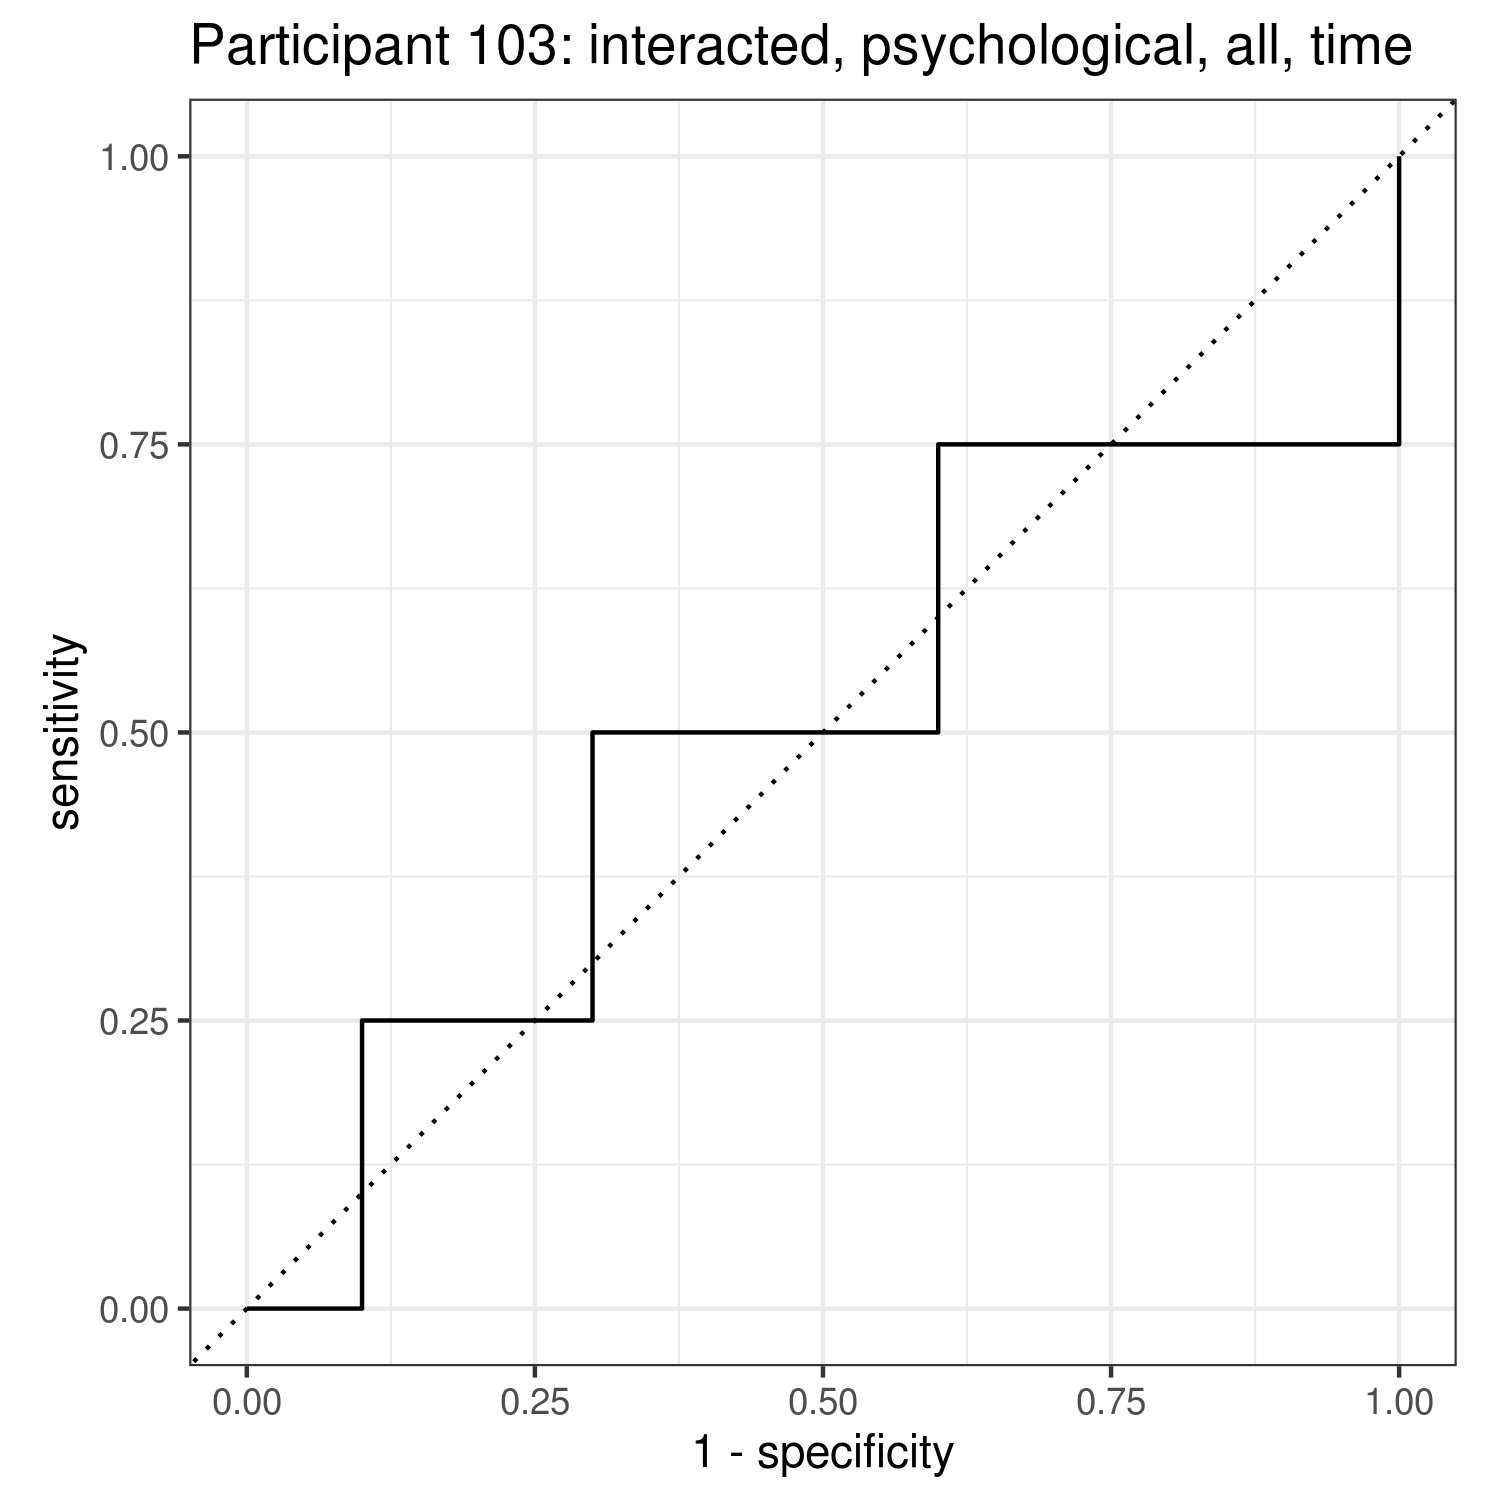 Participant 103: interacted, psychological, all, time
1.00
0.75
0.50
0.25
0.00
sensitivity
0.00 0.25 0.50 0.75 1.00
1 - specificity